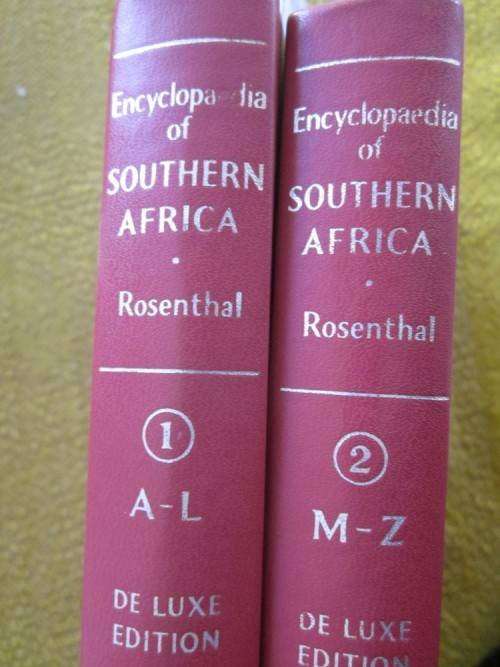 Encyclopaedia
of
SOUTHERN
AFRICA
.
Rosenthal
1
A-L
DE LUXE
EDITION
Encyclopaedia
of
SOUTHERN
AFRICA
.
Rosenthal
2
M-Z
DE LUXE
EDITION